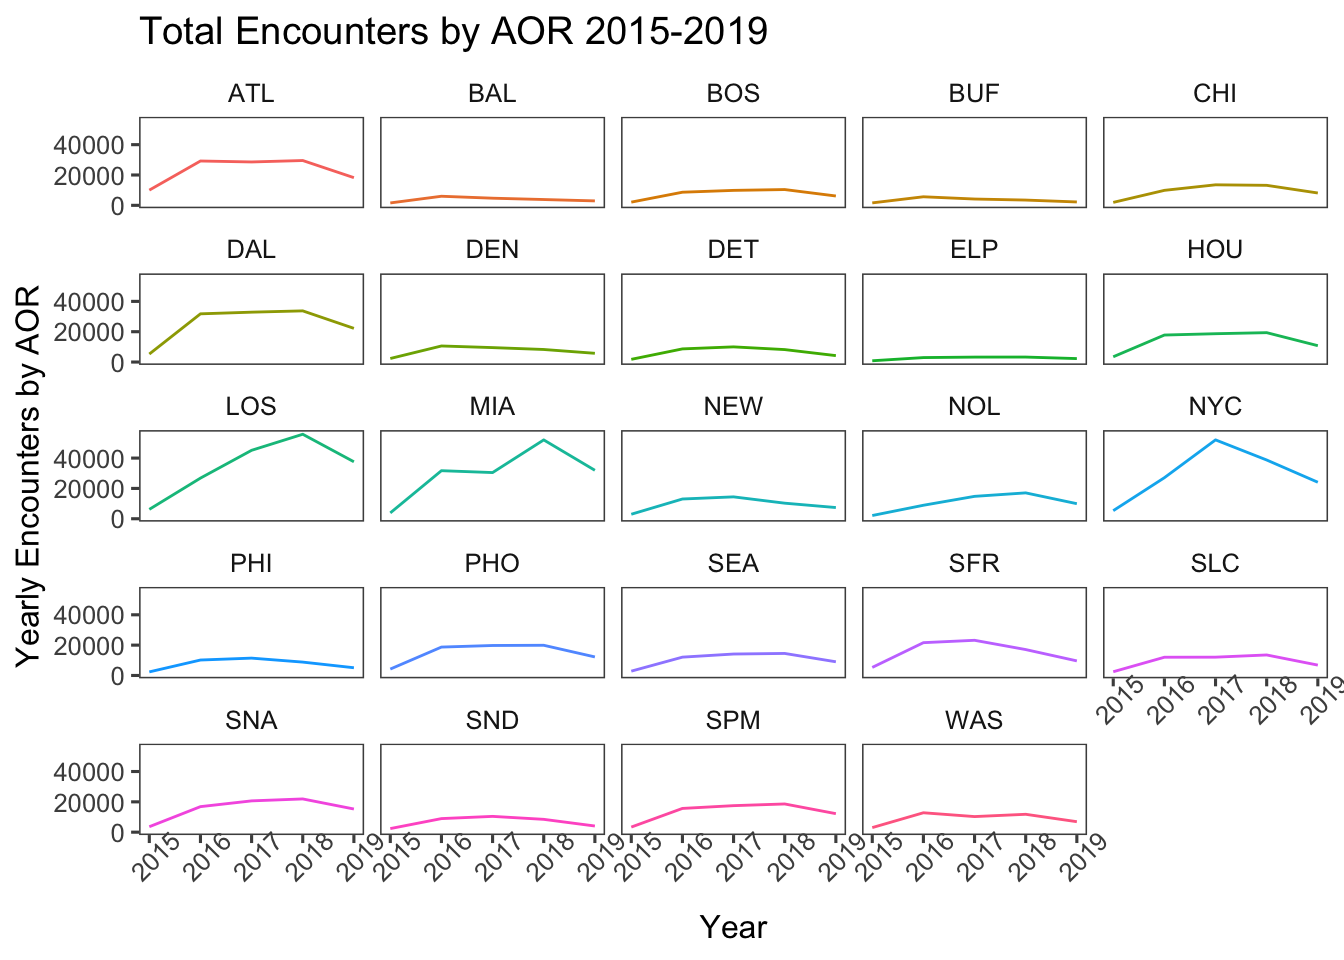 Total Encounters by AOR 2015-2019
ATL BAL BOS BUF CHI
40000
20000
0
DAL DEN DET ELP HOU
40000
20000
0
LOS MIA NEW NOL NYC
40000
20000
0
PHI PHO SEA SFR SLC
40000
20000
0
2015 2016 2017 2018 2019
SNA SND SPM WAS
40000
20000
0
2015 2016 2017 2018 2019 2015 2016 2017 2018 2019 2015 2016 2017 2018 2019 2015 2016 2017 2018 2019
Year
Yearly Encounters by AOR